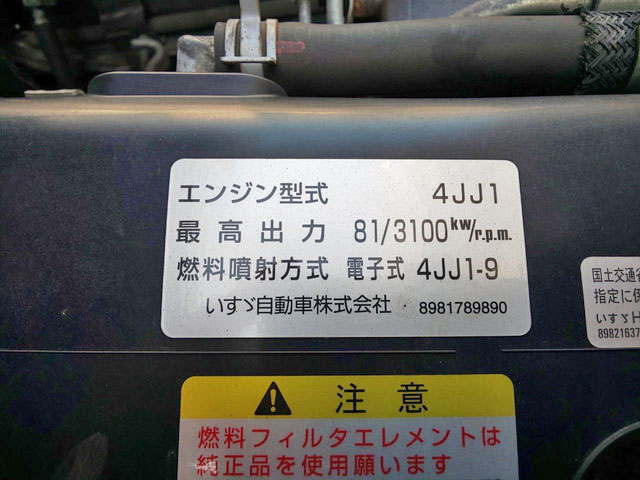 エンジン型式 4JJ1
最高出力 81/3100kW/r.p.m.
燃料噴射方式 電子式 4JJ1-9
いすゞ自動車株式会社 8981789890
国土交通省
指定に
いすゞH
89821637
注意
燃料フィルタエレメントは
純正品を使用願います